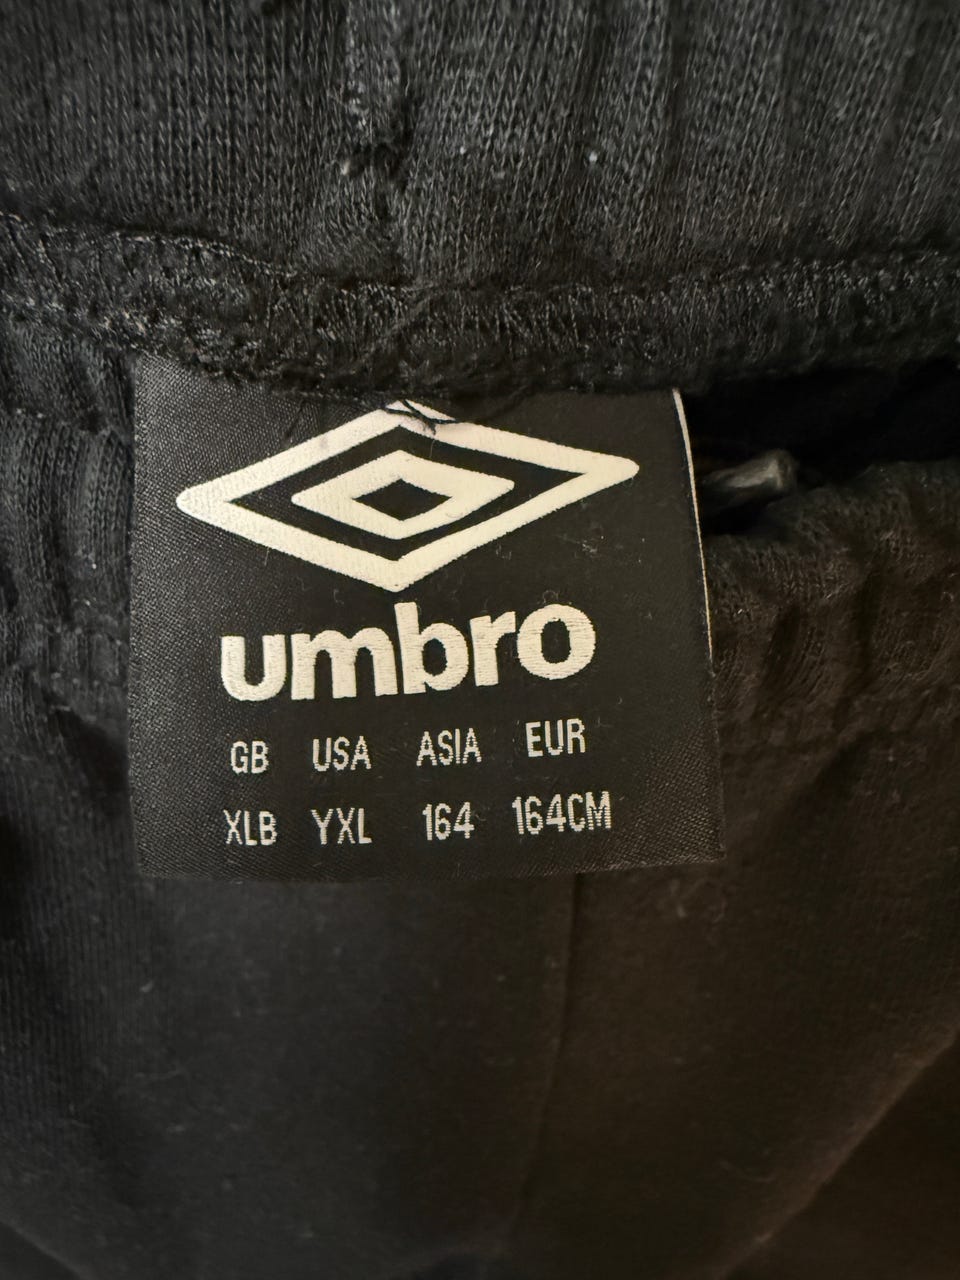 umbro
GB USA ASIA EUR
XLB YXL 164 164CM